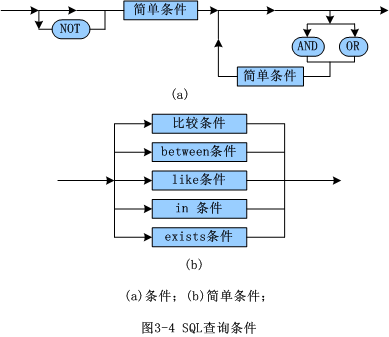 简单条件
NOT
AND
OR
简单条件
(a)
比较条件
between条件
like条件
in 条件
exists条件
(b)
(a)条件；(b)简单条件；
图3-4 SQL查询条件